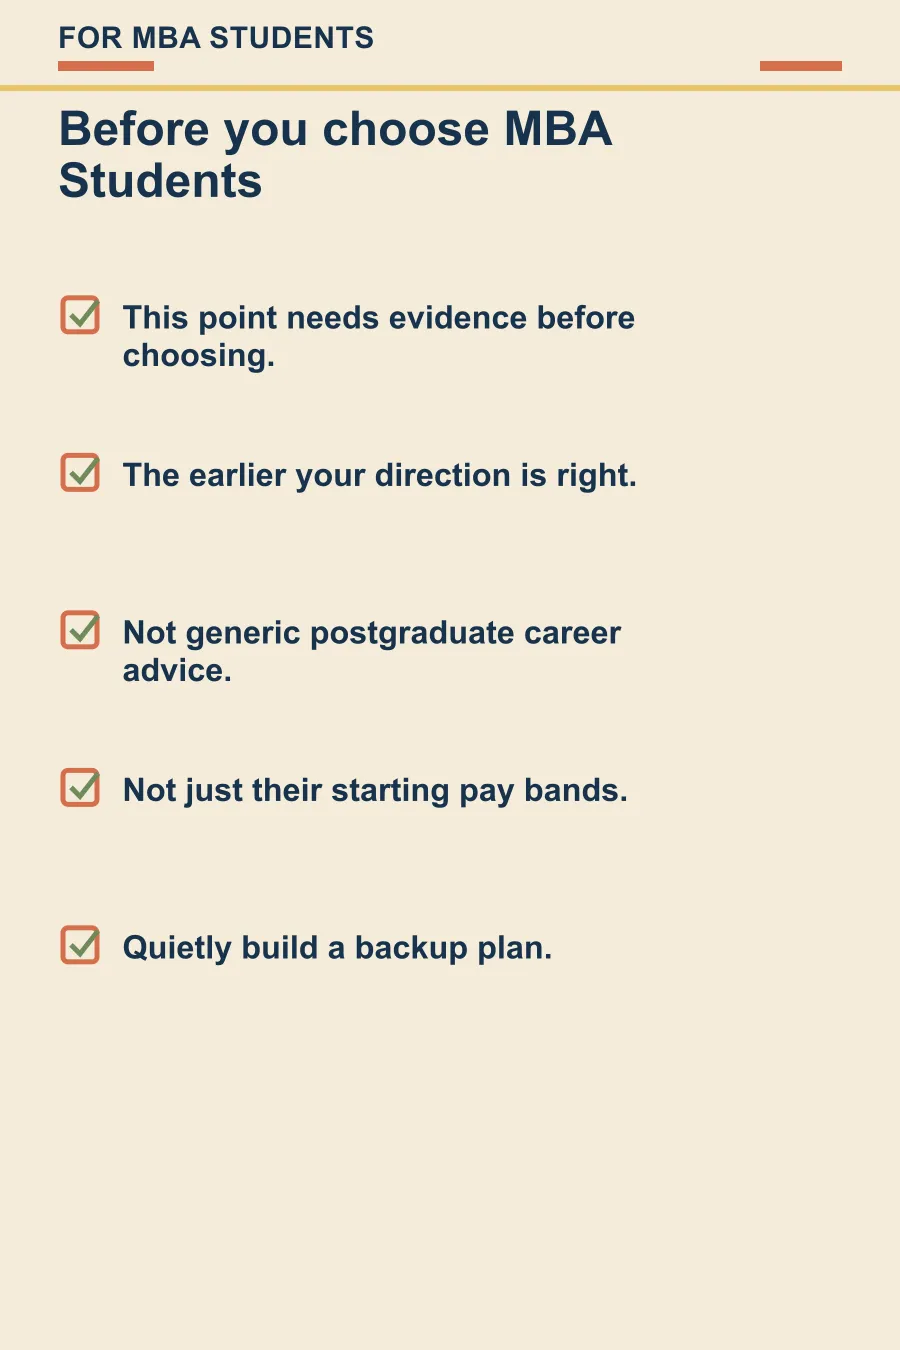 FOR MBA STUDENTS
Before you choose MBA
Students
This point needs evidence before
choosing.
The earlier your direction is right.
Not generic postgraduate career
advice.
Not just their starting pay bands.
Quietly build a backup plan.